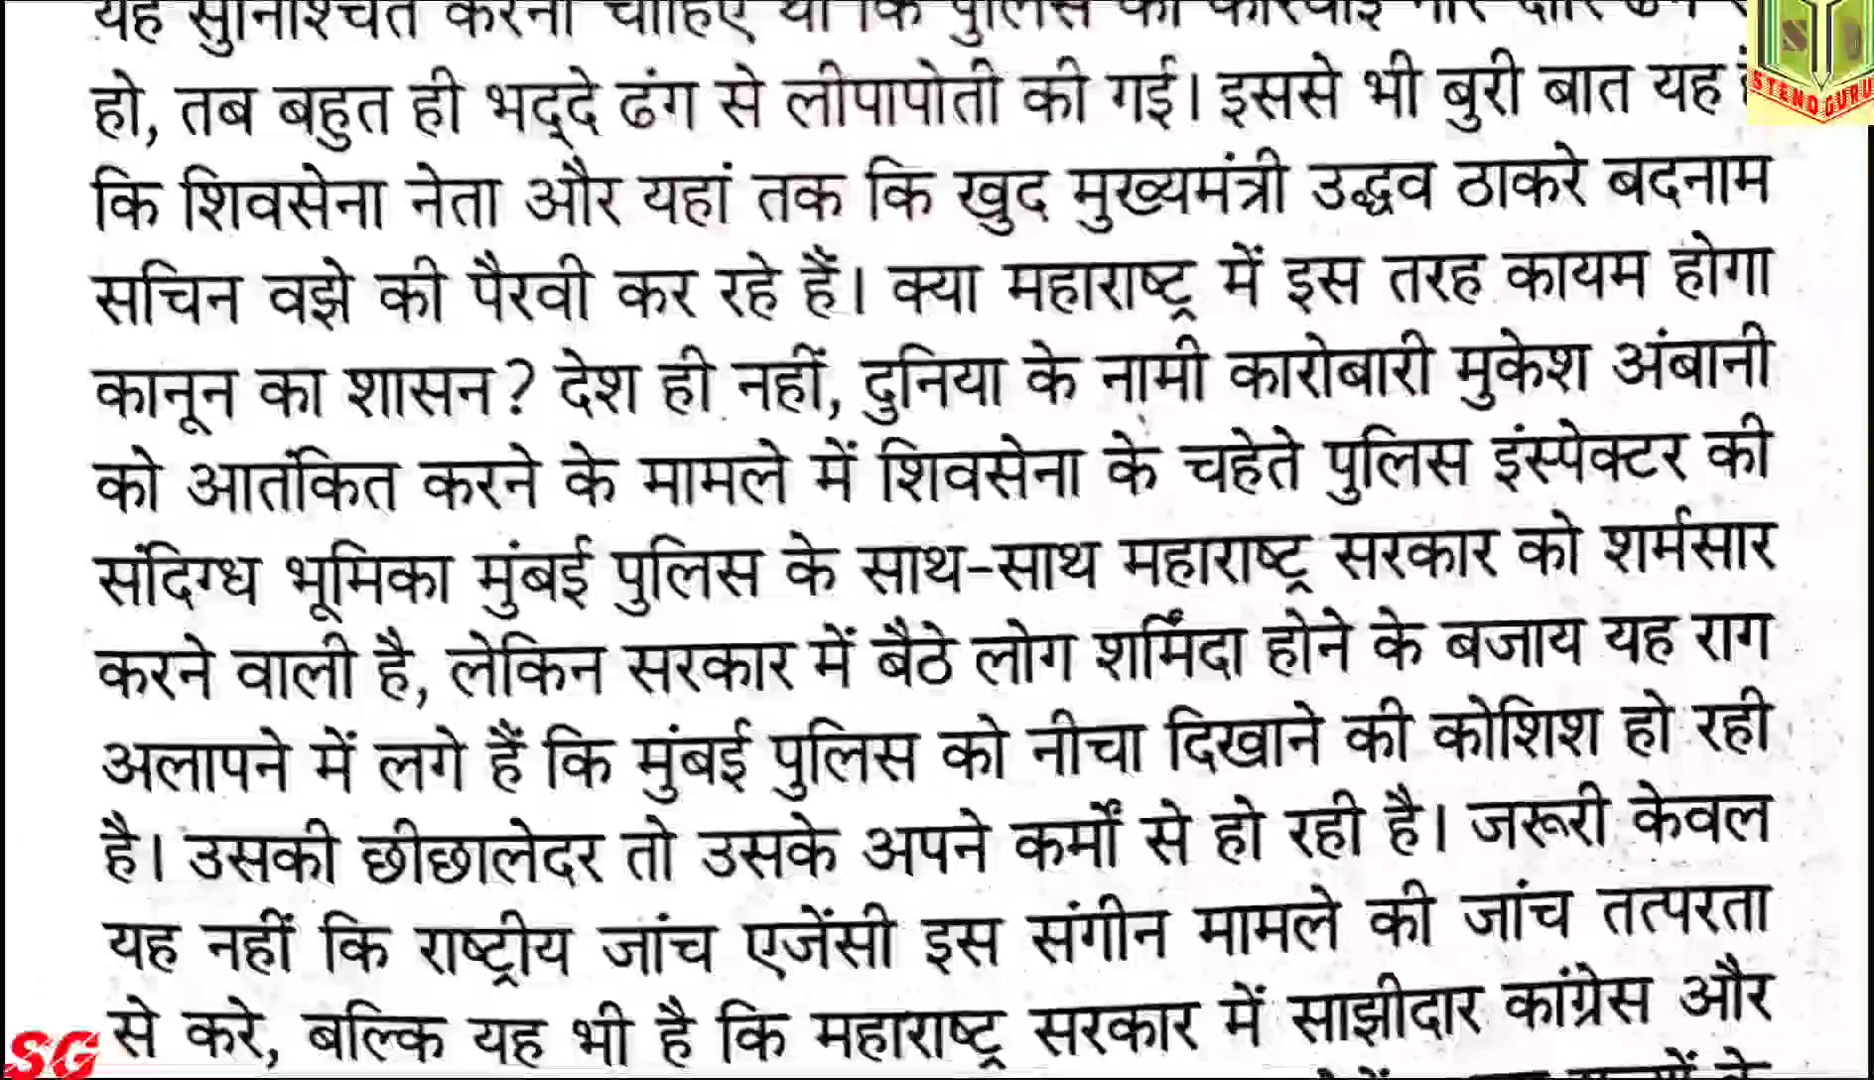 यह सुनिश्चित करना चाहिए था कि पुलिस की
हो, तब बहुत ही भद्दे ढंग से लीपापोती की गई। इससे भी बुरी बात यह
STENOGURU
कि शिवसेना नेता और यहां तक कि खुद मुख्यमंत्री उद्धव ठाकरे बदनाम
सचिन वझे की पैरवी कर रहे हैं। क्या महाराष्ट्र में इस तरह कायम होगा
कानून का शासन? देश ही नहीं, दुनिया के नामी कारोबारी मुकेश अंबानी
को आतंकित करने के मामले में शिवसेना के चहेते पुलिस इंस्पेक्टर की
संदिग्ध भूमिका मुंबई पुलिस के साथ-साथ महाराष्ट्र सरकार को शर्मसार
करने वाली है, लेकिन सरकार में बैठे लोग शर्मिंदा होने के बजाय यह राग
अलापने में लगे हैं कि मुंबई पुलिस को नीचा दिखाने की कोशिश हो रही
है। उसकी छीछालेदर तो उसके अपने कर्मों से हो रही है। जरूरी केवल
यह नहीं कि राष्ट्रीय जांच एजेंसी इस संगीन मामले की जांच तत्परता
से करे, बल्कि यह भी है कि महाराष्ट्र सरकार में साझीदार कांग्रेस और
SG